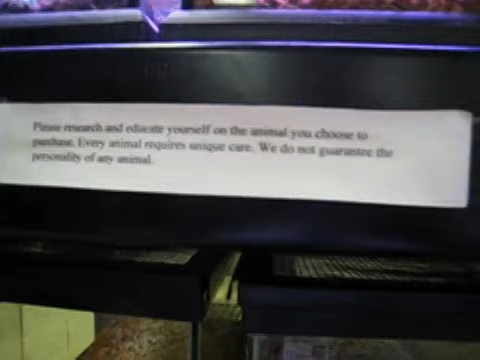 Please research and educate yourself on the animal you choose to
purchase. Every animal requires unique care. We do not guarantee the
personality of any animal.